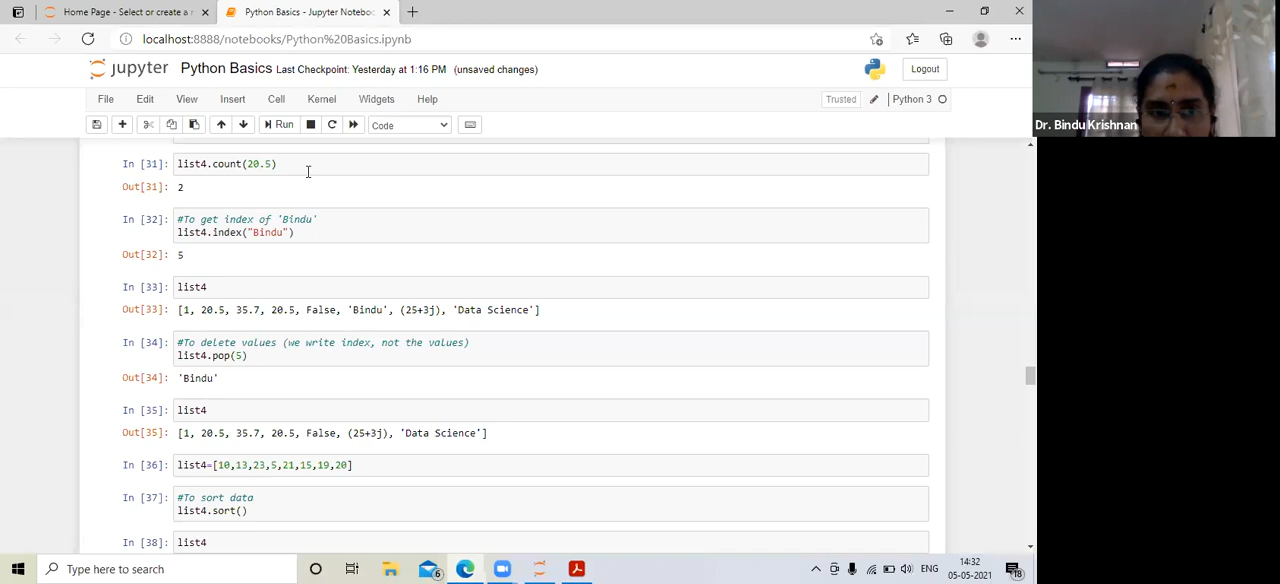 Home Page - Select or create a n
Python Basics - Jupyter Noteboo
localhost:8888/notebooks/Python%20Basics.ipynb
jupyter Python Basics Last Checkpoint: Yesterday at 1:16 PM (unsaved changes)
Logout
File Edit View Insert Cell Kernel Widgets Help
Trusted Python 3
Run Code
Dr. Bindu Krishnan
In [31]: list4.count(20.5)
Out[31]: 2
In [32]: #To get index of 'Bindu'
list4.index("Bindu")
Out[32]: 5
In [33]: list4
Out[33]: [1, 20.5, 35.7, 20.5, False, 'Bindu', (25+3j), 'Data Science']
In [34]: #To delete values (we write index, not the values)
list4.pop(5)
Out[34]: 'Bindu'
In [35]: list4
Out[35]: [1, 20.5, 35.7, 20.5, False, (25+3j), 'Data Science']
In [36]: list4=[10,13,23,5,21,15,19,20]
In [37]: #To sort data
list4.sort()
In [38]: list4
Type here to search
6
ENG
14:32
05-05-2021
18